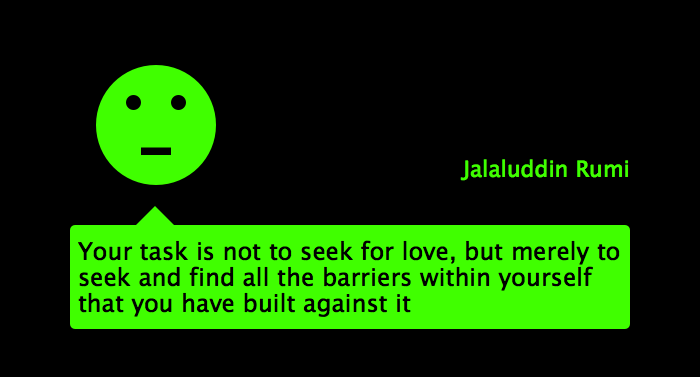 Jalaluddin Rumi
Your task is not to seek for love, but merely to
seek and find all the barriers within yourself
that you have built against it